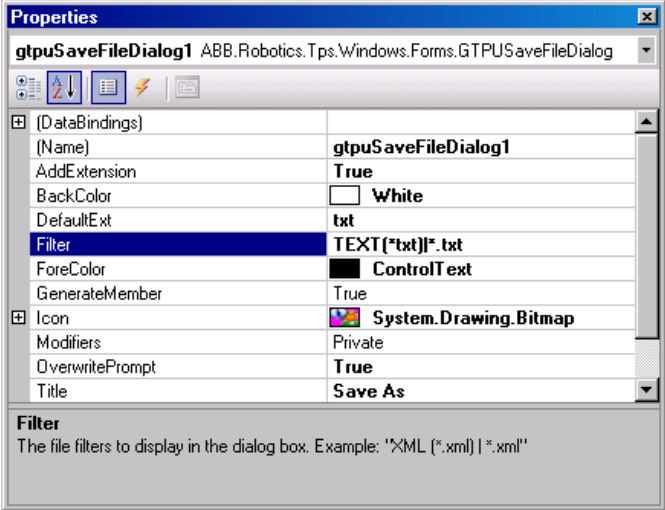 Properties
gtpuSaveFileDialog1 ABB.Robotics.Tps.Windows.Forms.GTPUSaveFileDialog
(DataBindings)
(Name) gtpuSaveFileDialog1
AddExtension True
BackColor White
DefaultExt txt
Filter TEXT(*txt)|*.txt
ForeColor ControlText
GenerateMember True
Icon System.Drawing.Bitmap
Modifiers Private
OverwritePrompt True
Title Save As
Filter
The file filters to display in the dialog box. Example: "XML (*.xml) | *.xml"